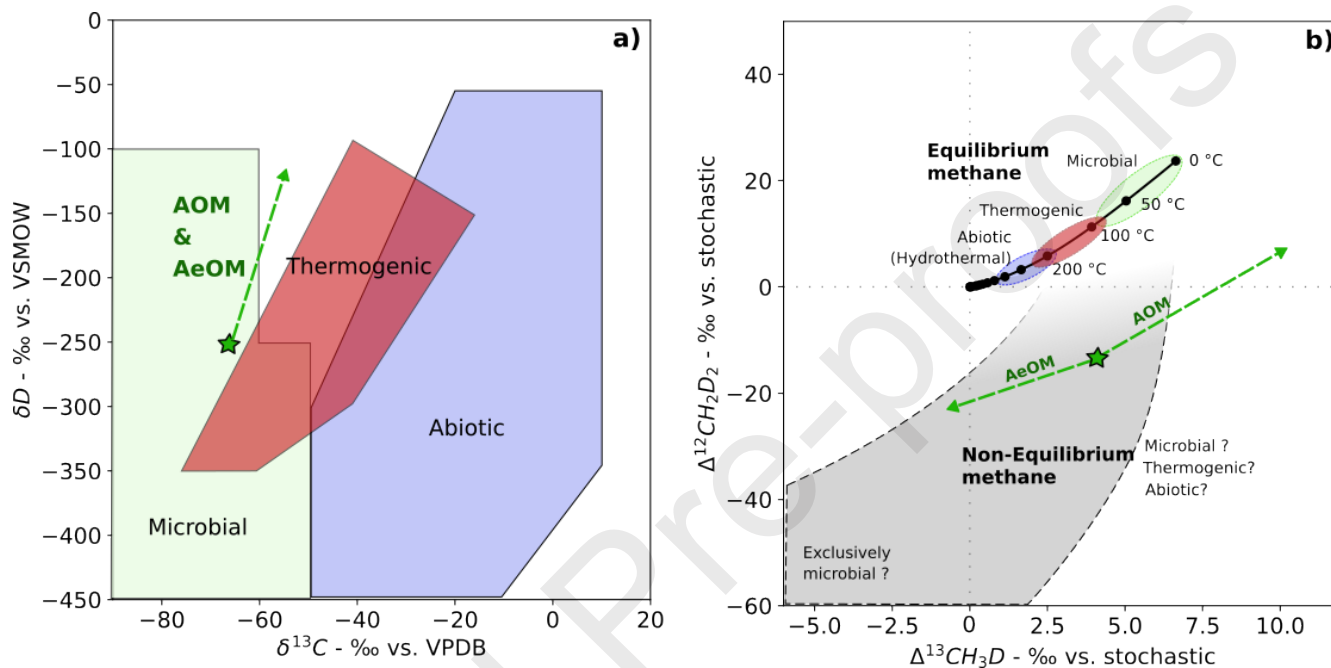 a)
0
−50
−100
−150
−200
−250
−300
−350
−400
−450
δD - ‰ vs. VSMOW
AOM
&
AeOM
Thermogenic
Abiotic
Microbial
−80
−60
−40
−20
0
20
δ¹³C - ‰ vs. VPDB
b)
40
20
0
−20
−40
−60
Δ¹²CH₂D₂ - ‰ vs. stochastic
Equilibrium
methane
Microbial
0 °C
50 °C
Thermogenic
100 °C
Abiotic
(Hydrothermal)
200 °C
AOM
AeOM
Non-Equilibrium
methane
Microbial ?
Thermogenic?
Abiotic?
Exclusively
microbial ?
−5.0
−2.5
0
2.5
5.0
7.5
10.0
Δ¹³CH₃D - ‰ vs. stochastic
Pre-proofs